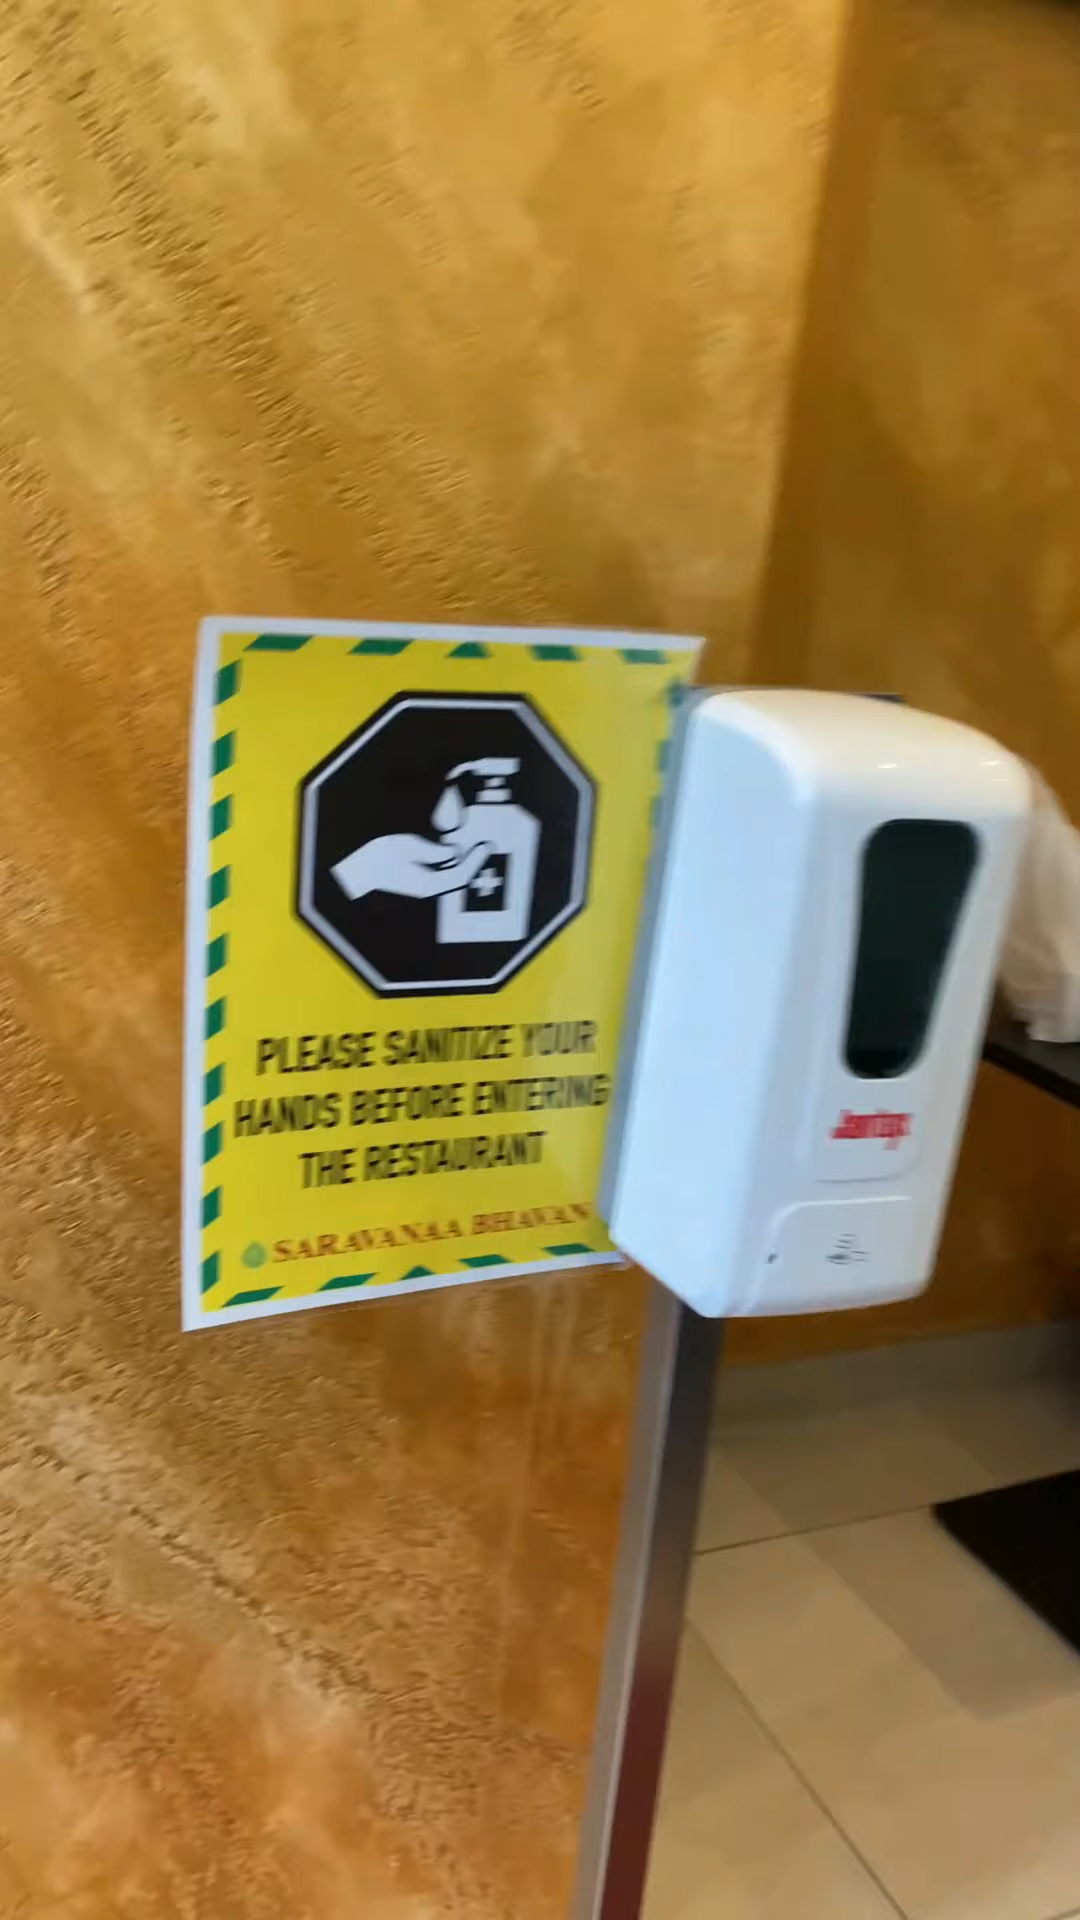 PLEASE SANITIZE YOUR
HANDS BEFORE ENTERING
THE RESTAURANT
SARAVANAA BHAVAN